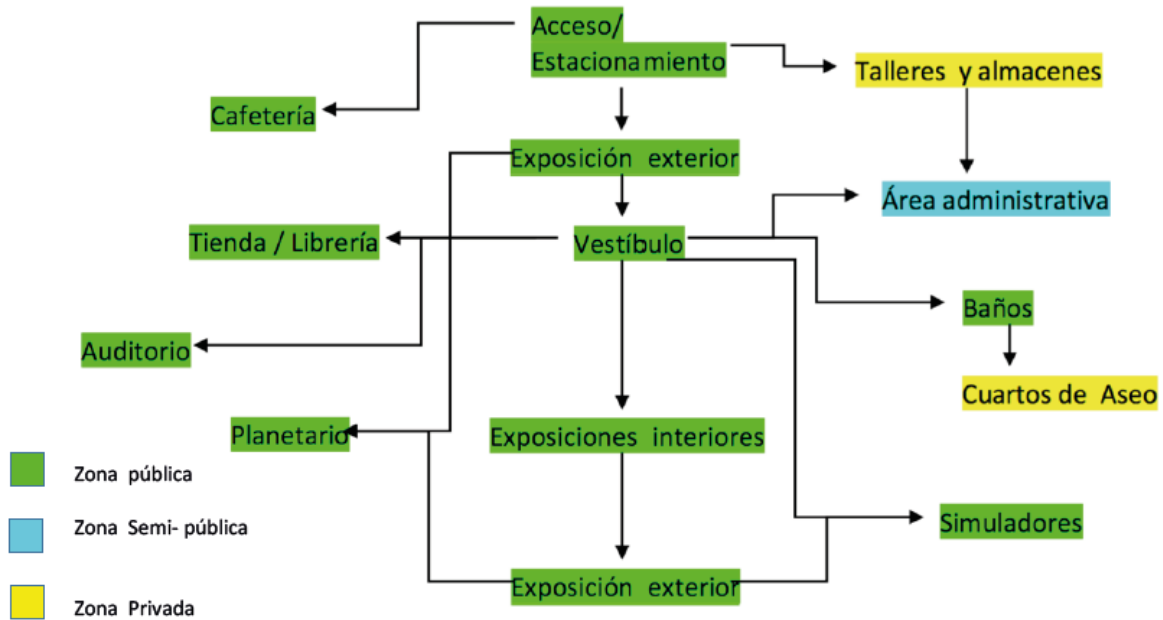 Acceso/
Estacionamiento
Talleres y almacenes
Cafetería
Exposición exterior
Área administrativa
Tienda / Librería
Vestíbulo
Baños
Auditorio
Cuartos de Aseo
Planetario
Exposiciones interiores
Zona pública
Zona Semi- pública
Simuladores
Exposición exterior
Zona Privada